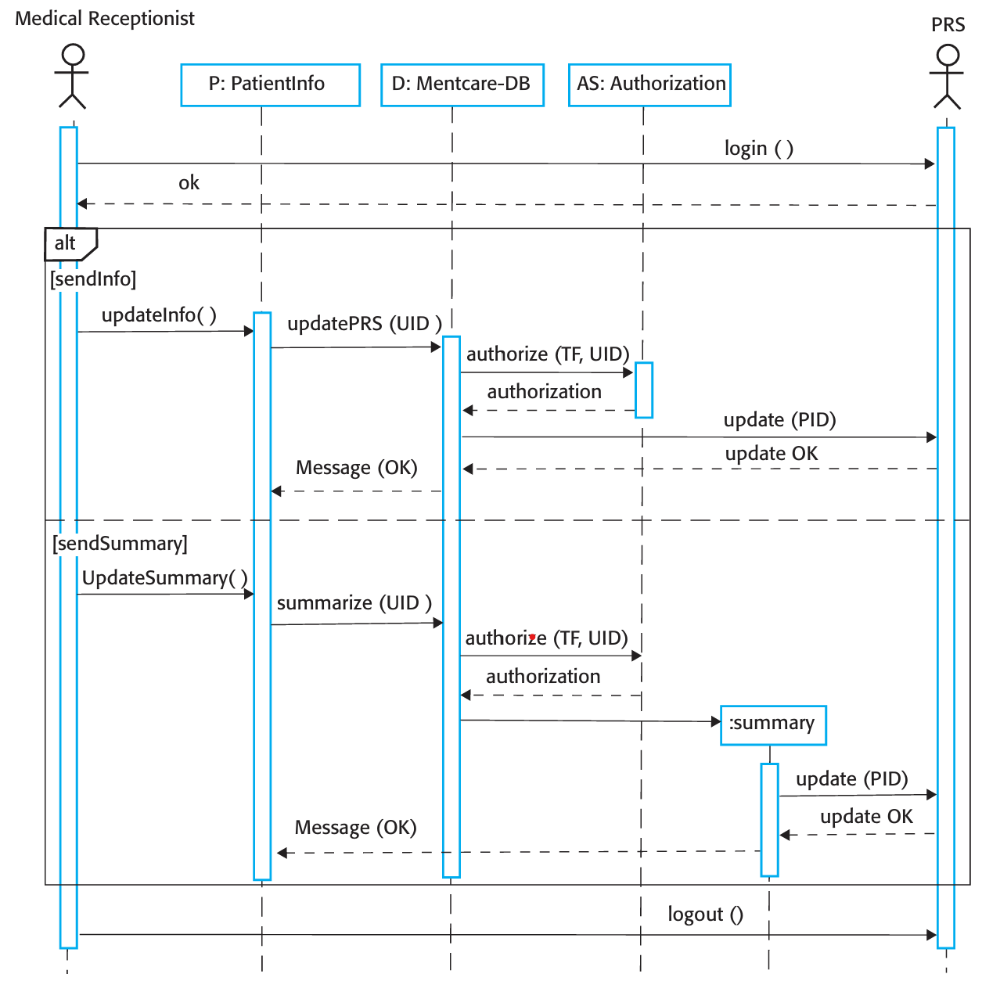 Medical Receptionist
PRS
P: PatientInfo
D: Mentcare-DB
AS: Authorization
login ( )
ok
alt
[sendInfo]
updateInfo( )
updatePRS (UID )
authorize (TF, UID)
authorization
update (PID)
update OK
Message (OK)
[sendSummary]
UpdateSummary( )
summarize (UID )
authorize (TF, UID)
authorization
:summary
update (PID)
update OK
Message (OK)
logout ()